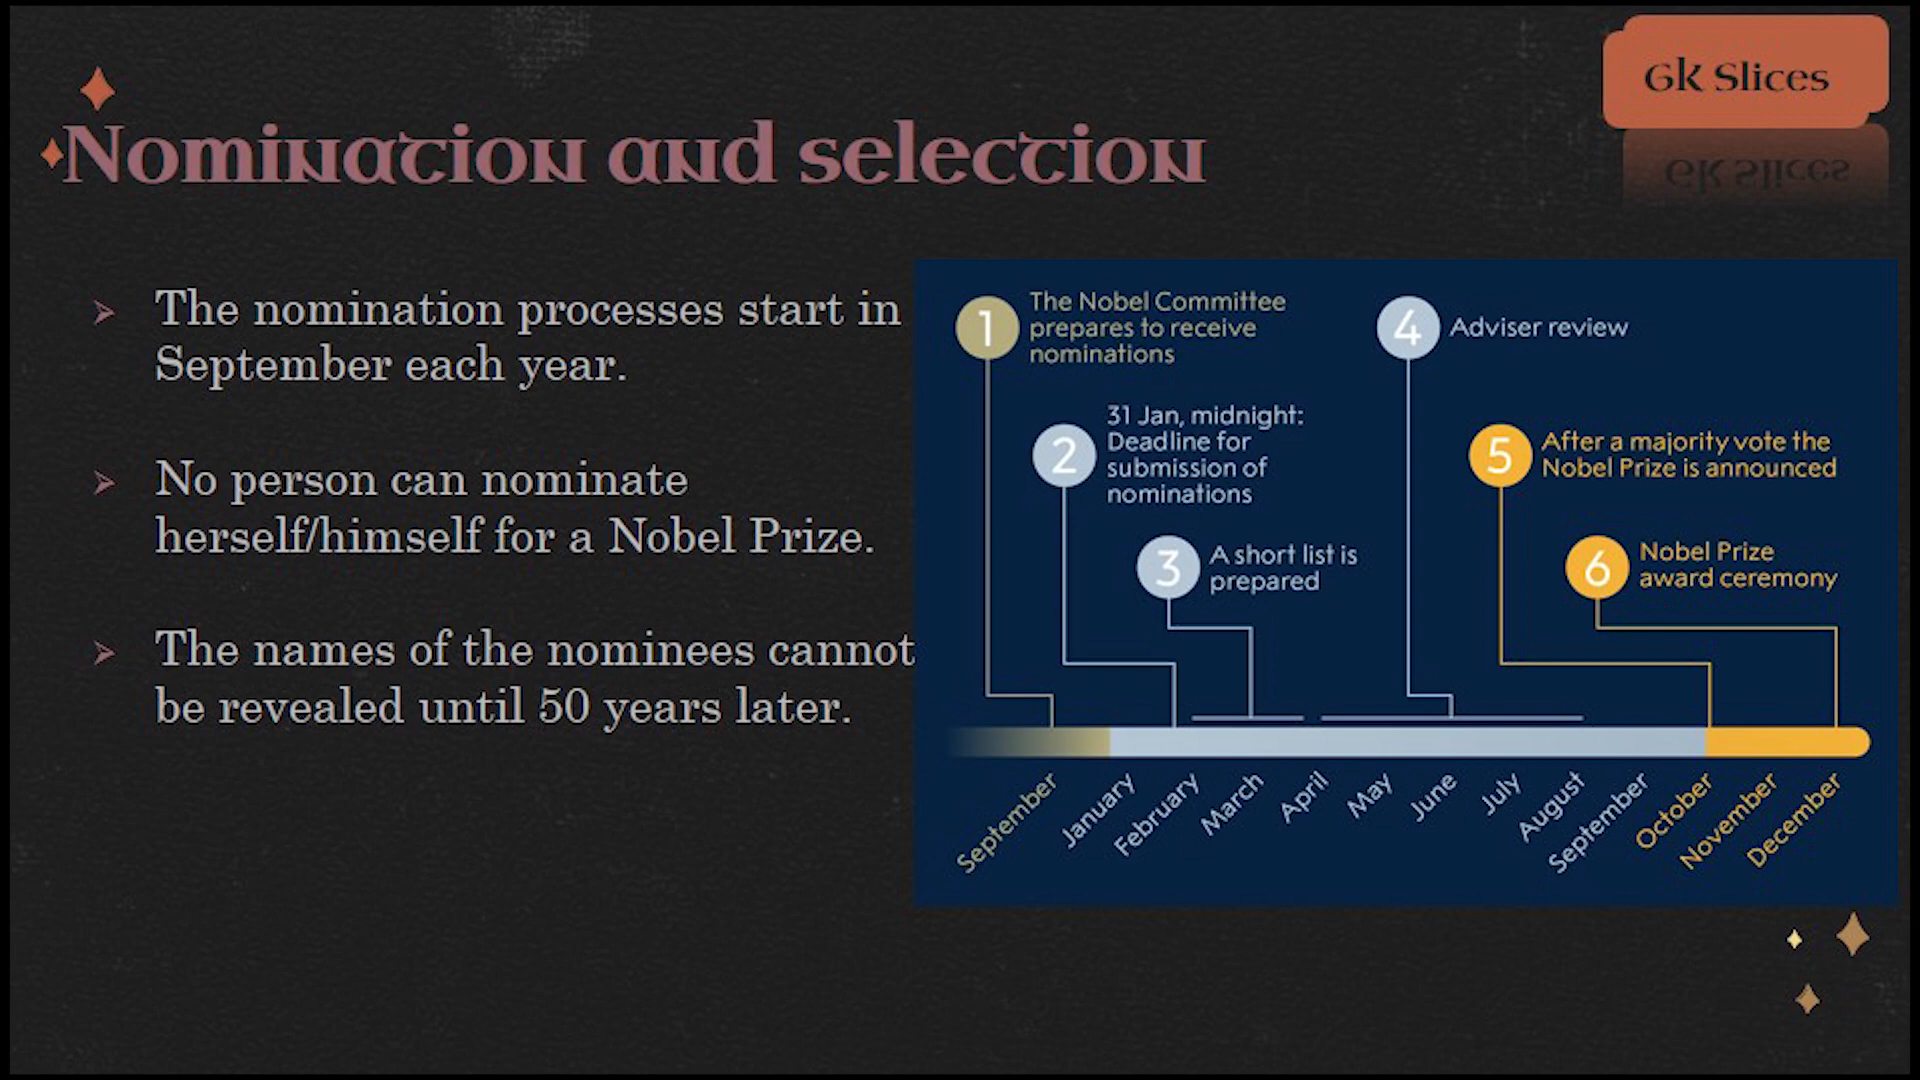 Gk Slices
Nomination and selection
The nomination processes start in
September each year.
No person can nominate
herself/himself for a Nobel Prize.
The names of the nominees cannot
be revealed until 50 years later.
1
The Nobel Committee
prepares to receive
nominations
2
31 Jan, midnight:
Deadline for
submission of
nominations
3
A short list is
prepared
4
Adviser review
5
After a majority vote the
Nobel Prize is announced
6
Nobel Prize
award ceremony
September
January
February
March
April
May
June
July
August
September
October
November
December